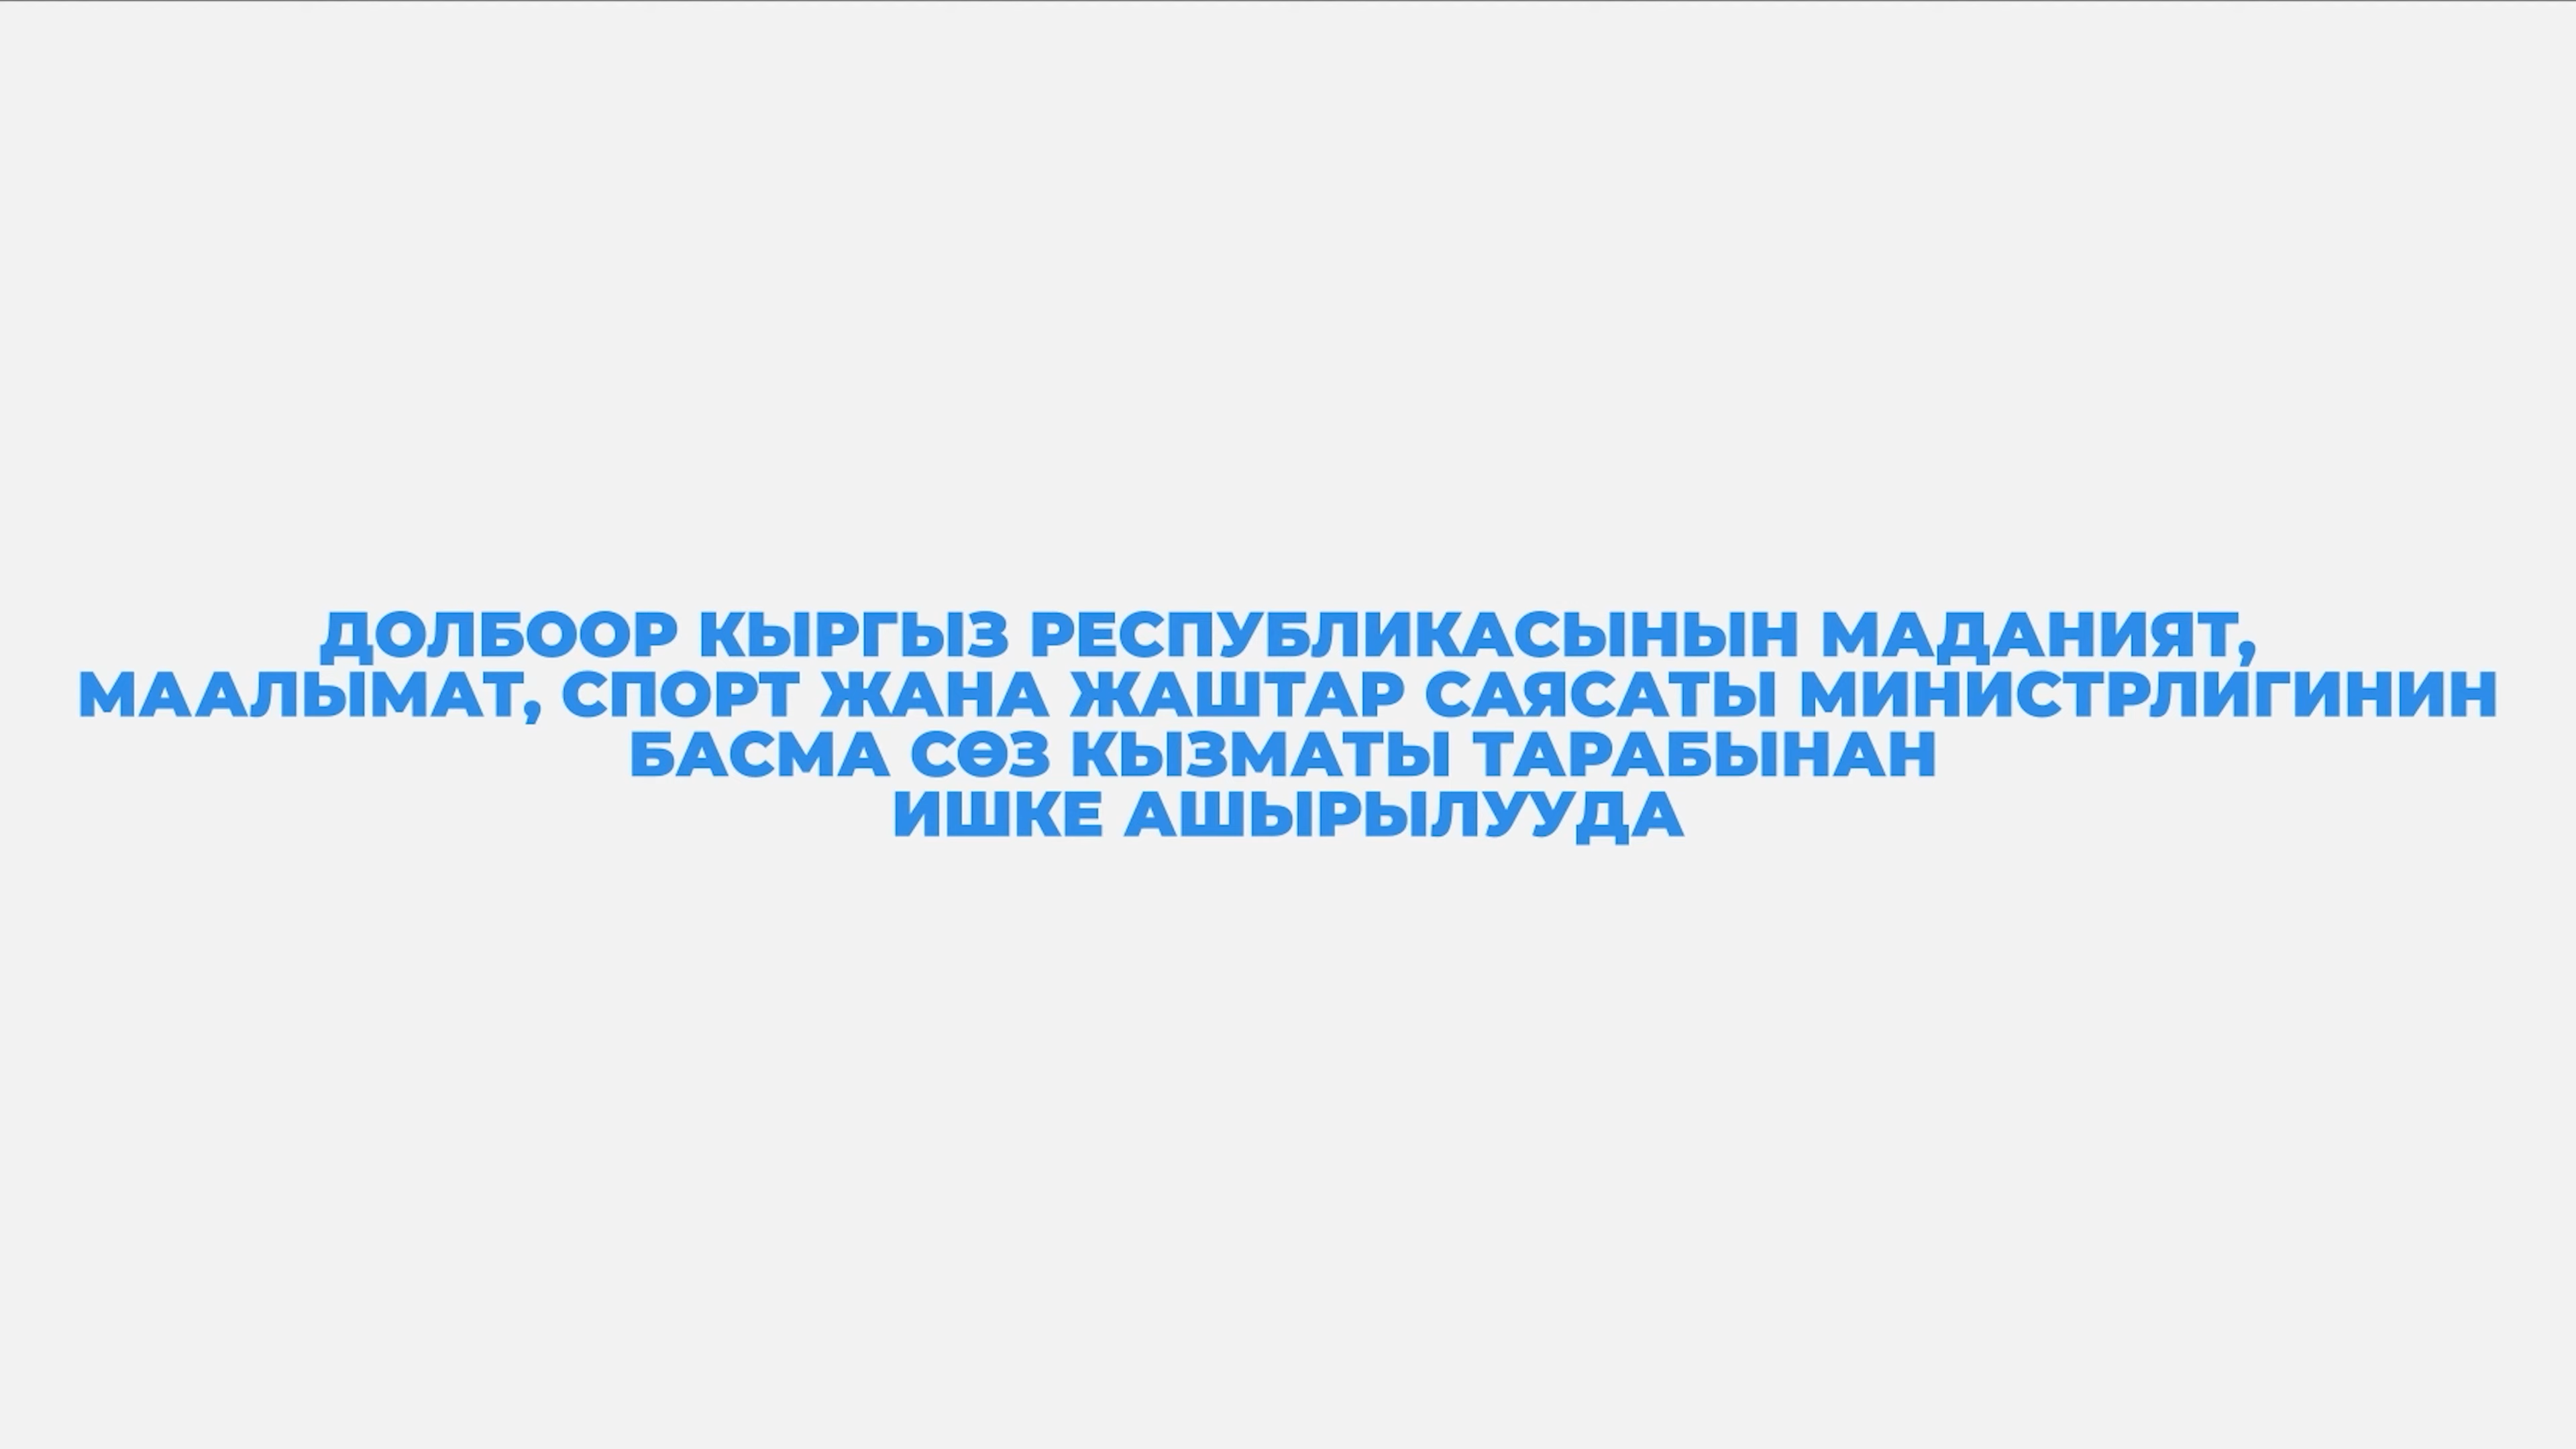 ДОЛБООР КЫРГЫЗ РЕСПУБЛИКАСЫНЫН МАДАНИЯТ,
МААЛЫМАТ, СПОРТ ЖАНА ЖАШТАР САЯСАТЫ МИНИСТРЛИГИНИН
БАСМА СӨЗ КЫЗМАТЫ ТАРАБЫНАН
ИШКЕ АШЫРЫЛУУДА